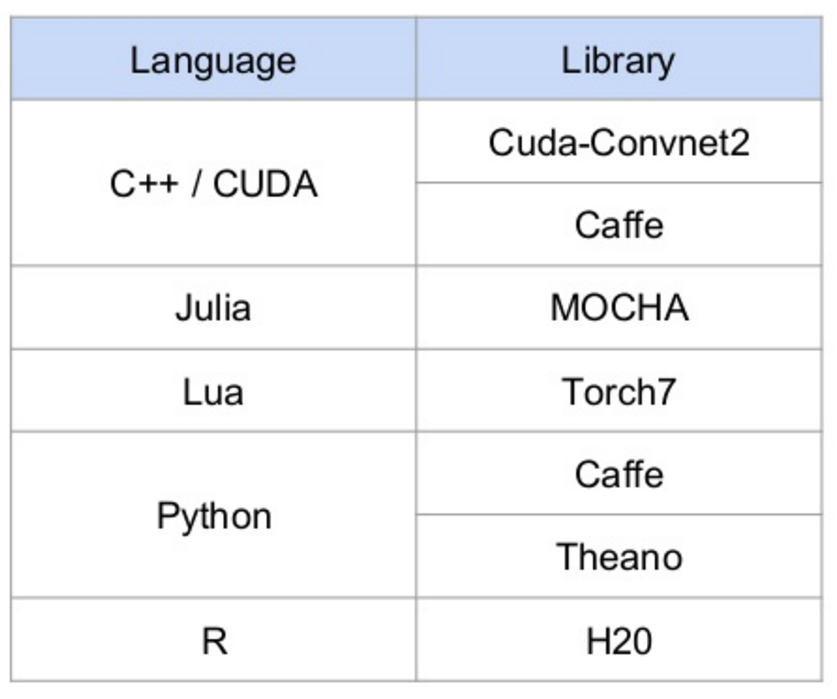 Language Library
C++ / CUDA
Cuda-Convnet2
Caffe
Julia MOCHA
Lua Torch7
Python
Caffe
Theano
R H20